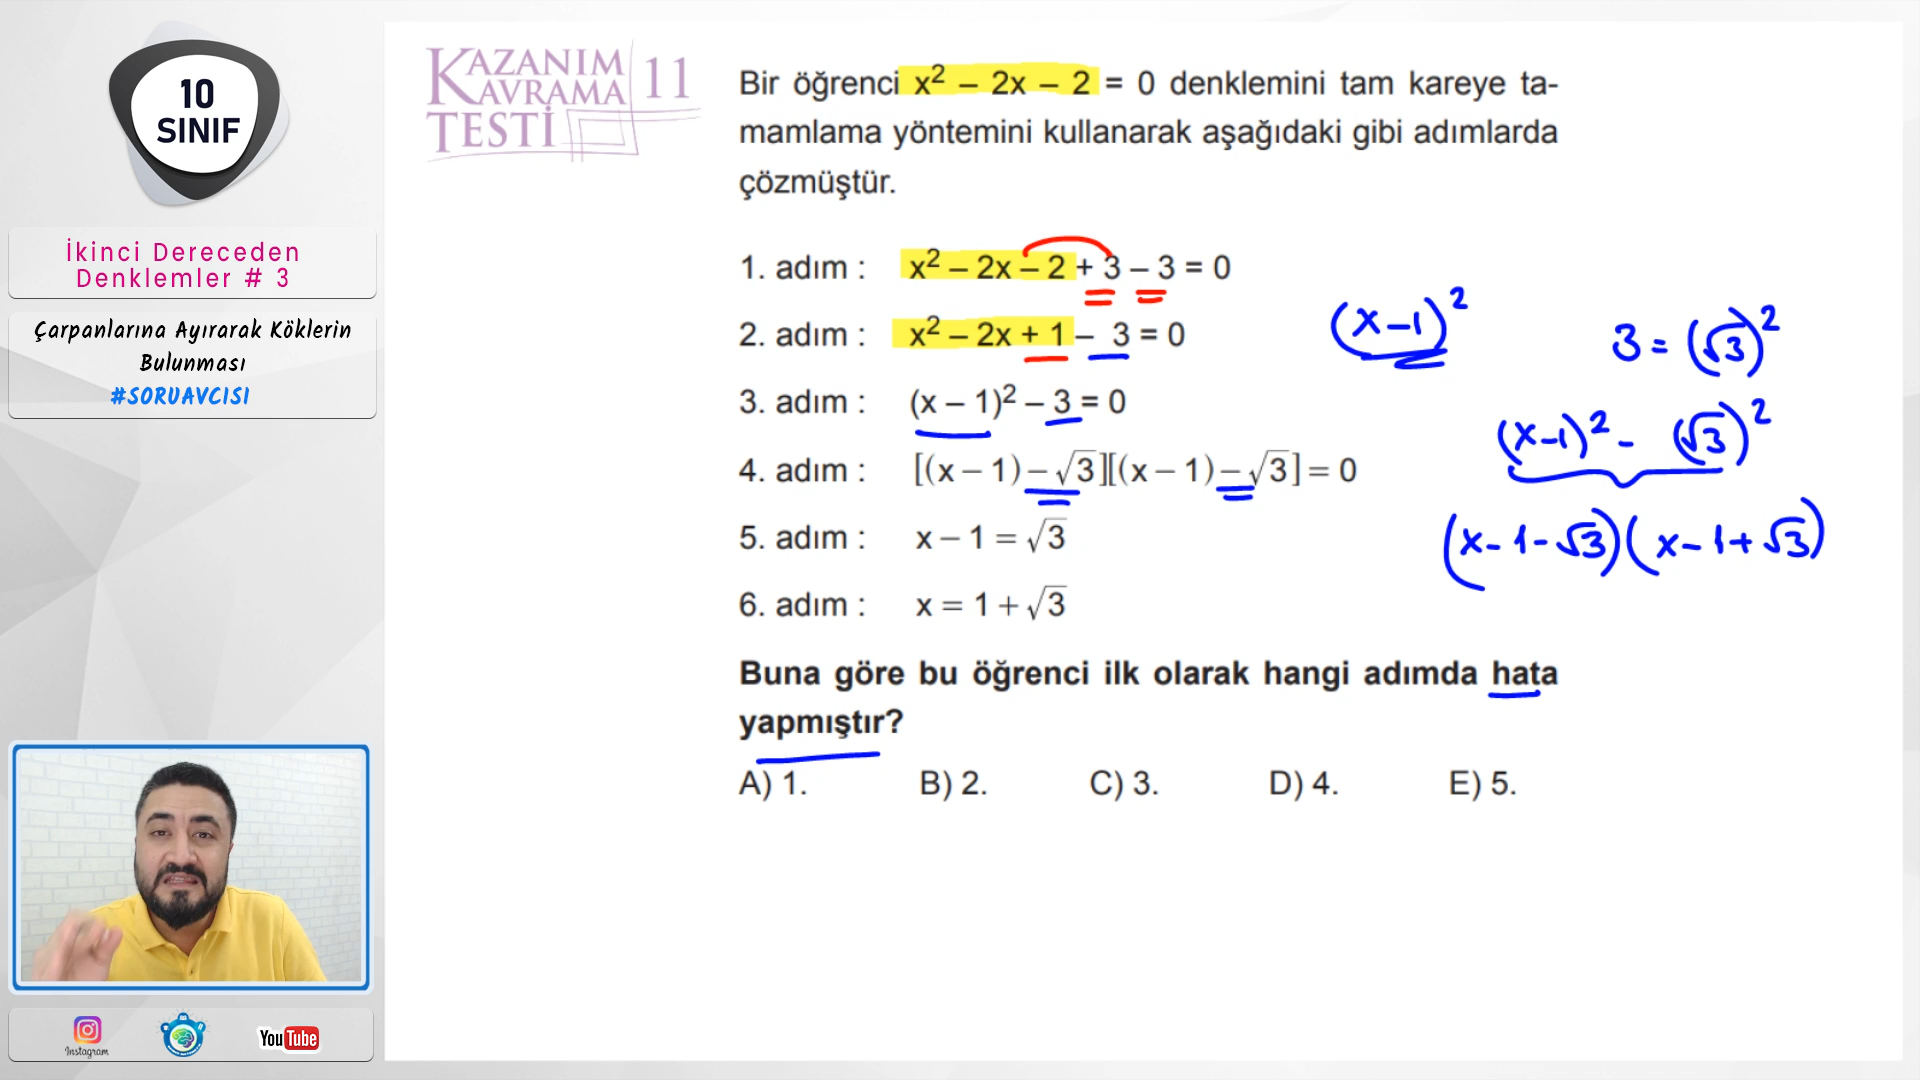 10
SINIF
İkinci Dereceden
Denklemler # 3
Çarpanlarına Ayırarak Köklerin
Bulunması
#SORUAVCISI
Instagram
YouTube
KAZANIM
KAVRAMA
TESTİ
11
Bir öğrenci x² – 2x – 2 = 0 denklemini tam kareye ta-
mamlama yöntemini kullanarak aşağıdaki gibi adımlarda
çözmüştür.
1. adım : x² – 2x – 2 + 3 – 3 = 0
2. adım : x² – 2x + 1 – 3 = 0
3. adım : (x – 1)² – 3 = 0
4. adım : [(x – 1) – √3][(x – 1) – √3] = 0
5. adım : x – 1 = √3
6. adım : x = 1 + √3
Buna göre bu öğrenci ilk olarak hangi adımda hata
yapmıştır?
A) 1. B) 2. C) 3. D) 4. E) 5.
(x-1)²
3 = (√3)²
(x-1)² - (√3)²
(x-1-√3)(x-1+√3)